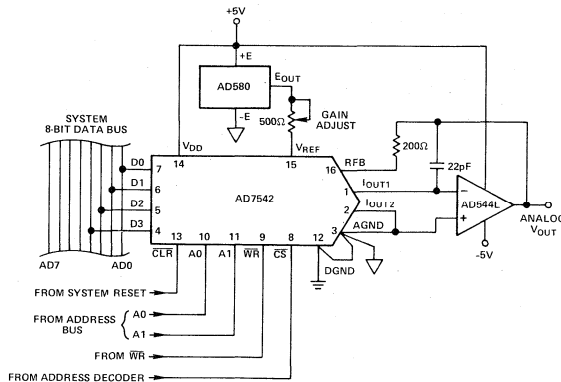 +5V
+E
AD580
EOUT
-E
500Ω
GAIN
ADJUST
SYSTEM
8-BIT DATA BUS
VDD
VREF
200Ω
14
15
16 RFB
22pF
D0 7
D1 6
D2 5
D3 4
AD7542
1 IOUT1
2 IOUT2
3 AGND
−
+
AD544L
ANALOG
VOUT
-5V
13 10 11 9 8 12
AD7 AD0
CLR A0 A1 WR CS
DGND
FROM SYSTEM RESET
FROM ADDRESS
BUS
A0
A1
FROM WR
FROM ADDRESS DECODER